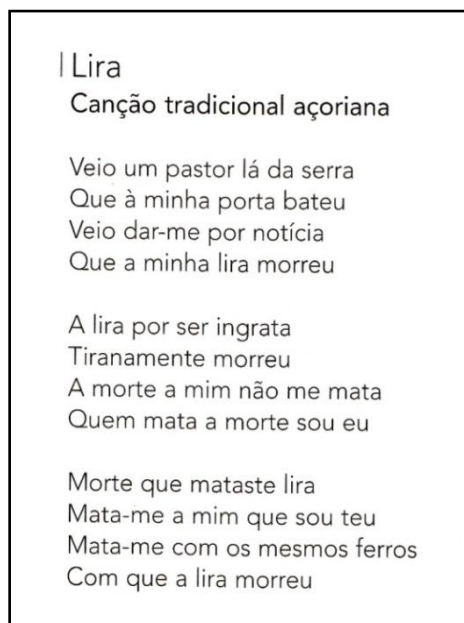 Lira
Canção tradicional açoriana
Veio um pastor lá da serra
Que à minha porta bateu
Veio dar-me por notícia
Que a minha lira morreu
A lira por ser ingrata
Tiranamente morreu
A morte a mim não me mata
Quem mata a morte sou eu
Morte que mataste lira
Mata-me a mim que sou teu
Mata-me com os mesmos ferros
Com que a lira morreu